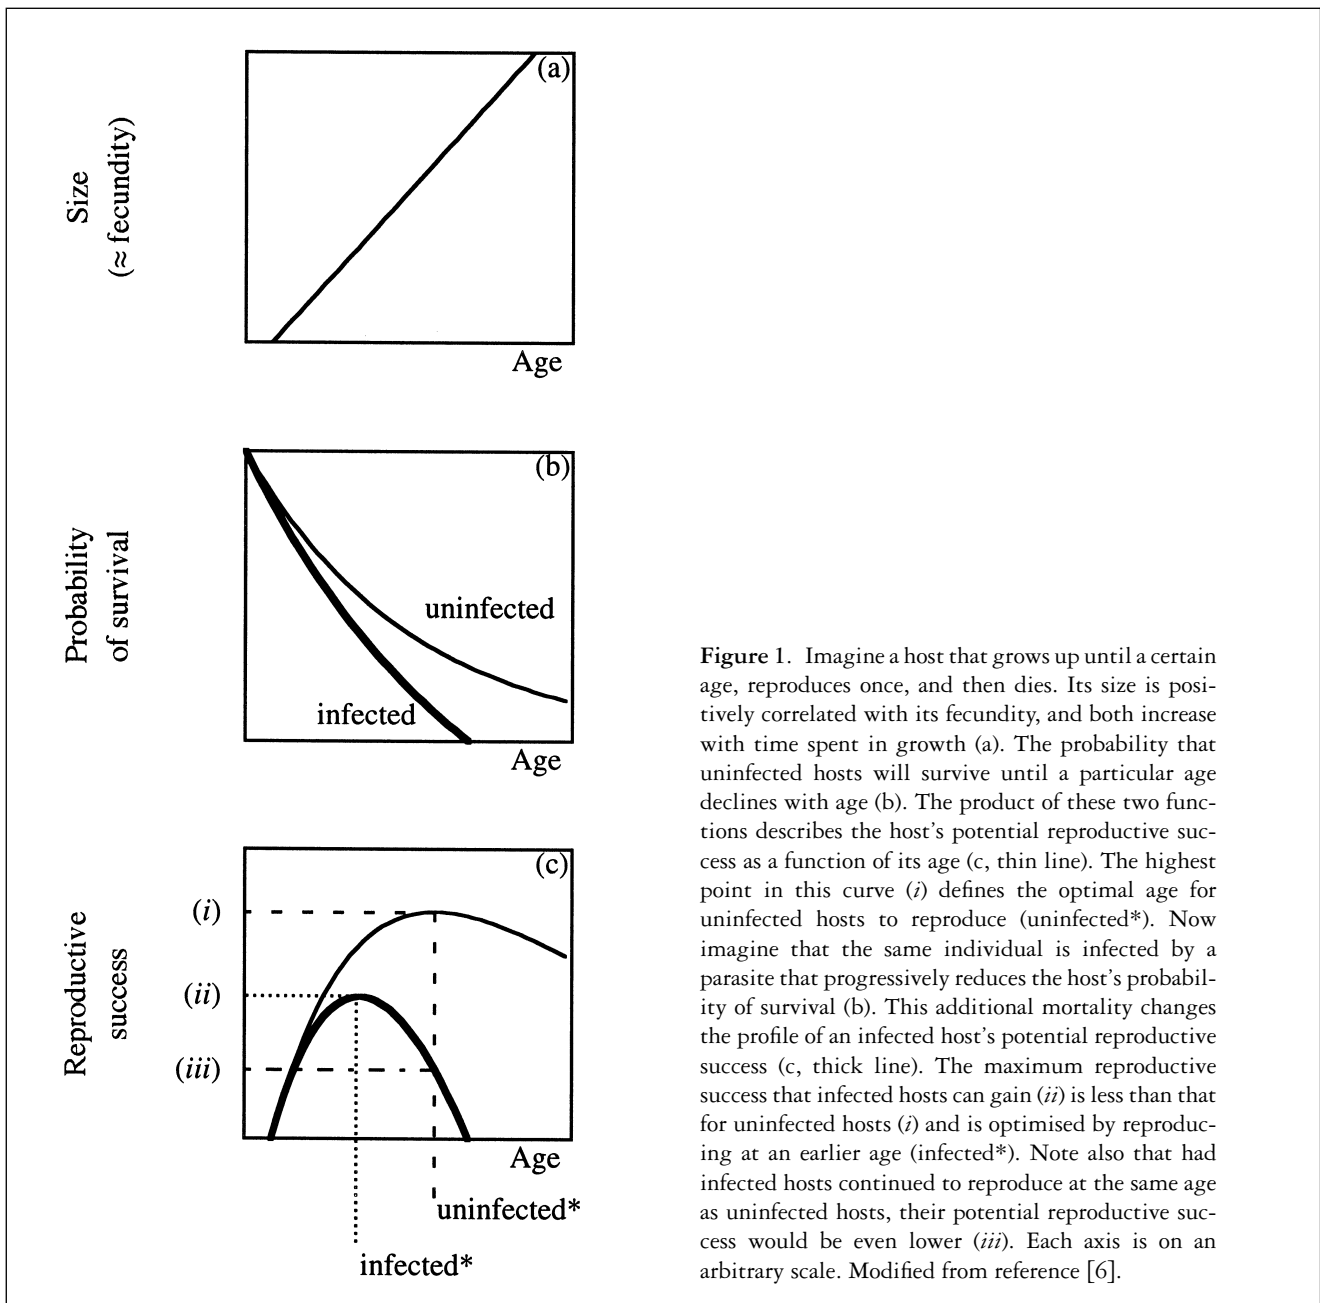 (a)
Size
(≈ fecundity)
Age
(b)
Probability
of survival
uninfected
infected
Age
(c)
Reproductive
success
(i)
(ii)
(iii)
Age
uninfected*
infected*
Figure 1. Imagine a host that grows up until a certain
age, reproduces once, and then dies. Its size is posi-
tively correlated with its fecundity, and both increase
with time spent in growth (a). The probability that
uninfected hosts will survive until a particular age
declines with age (b). The product of these two func-
tions describes the host's potential reproductive suc-
cess as a function of its age (c, thin line). The highest
point in this curve (i) defines the optimal age for
uninfected hosts to reproduce (uninfected*). Now
imagine that the same individual is infected by a
parasite that progressively reduces the host's probabil-
ity of survival (b). This additional mortality changes
the profile of an infected host's potential reproductive
success (c, thick line). The maximum reproductive
success that infected hosts can gain (ii) is less than that
for uninfected hosts (i) and is optimised by reproduc-
ing at an earlier age (infected*). Note also that had
infected hosts continued to reproduce at the same age
as uninfected hosts, their potential reproductive suc-
cess would be even lower (iii). Each axis is on an
arbitrary scale. Modified from reference [6].